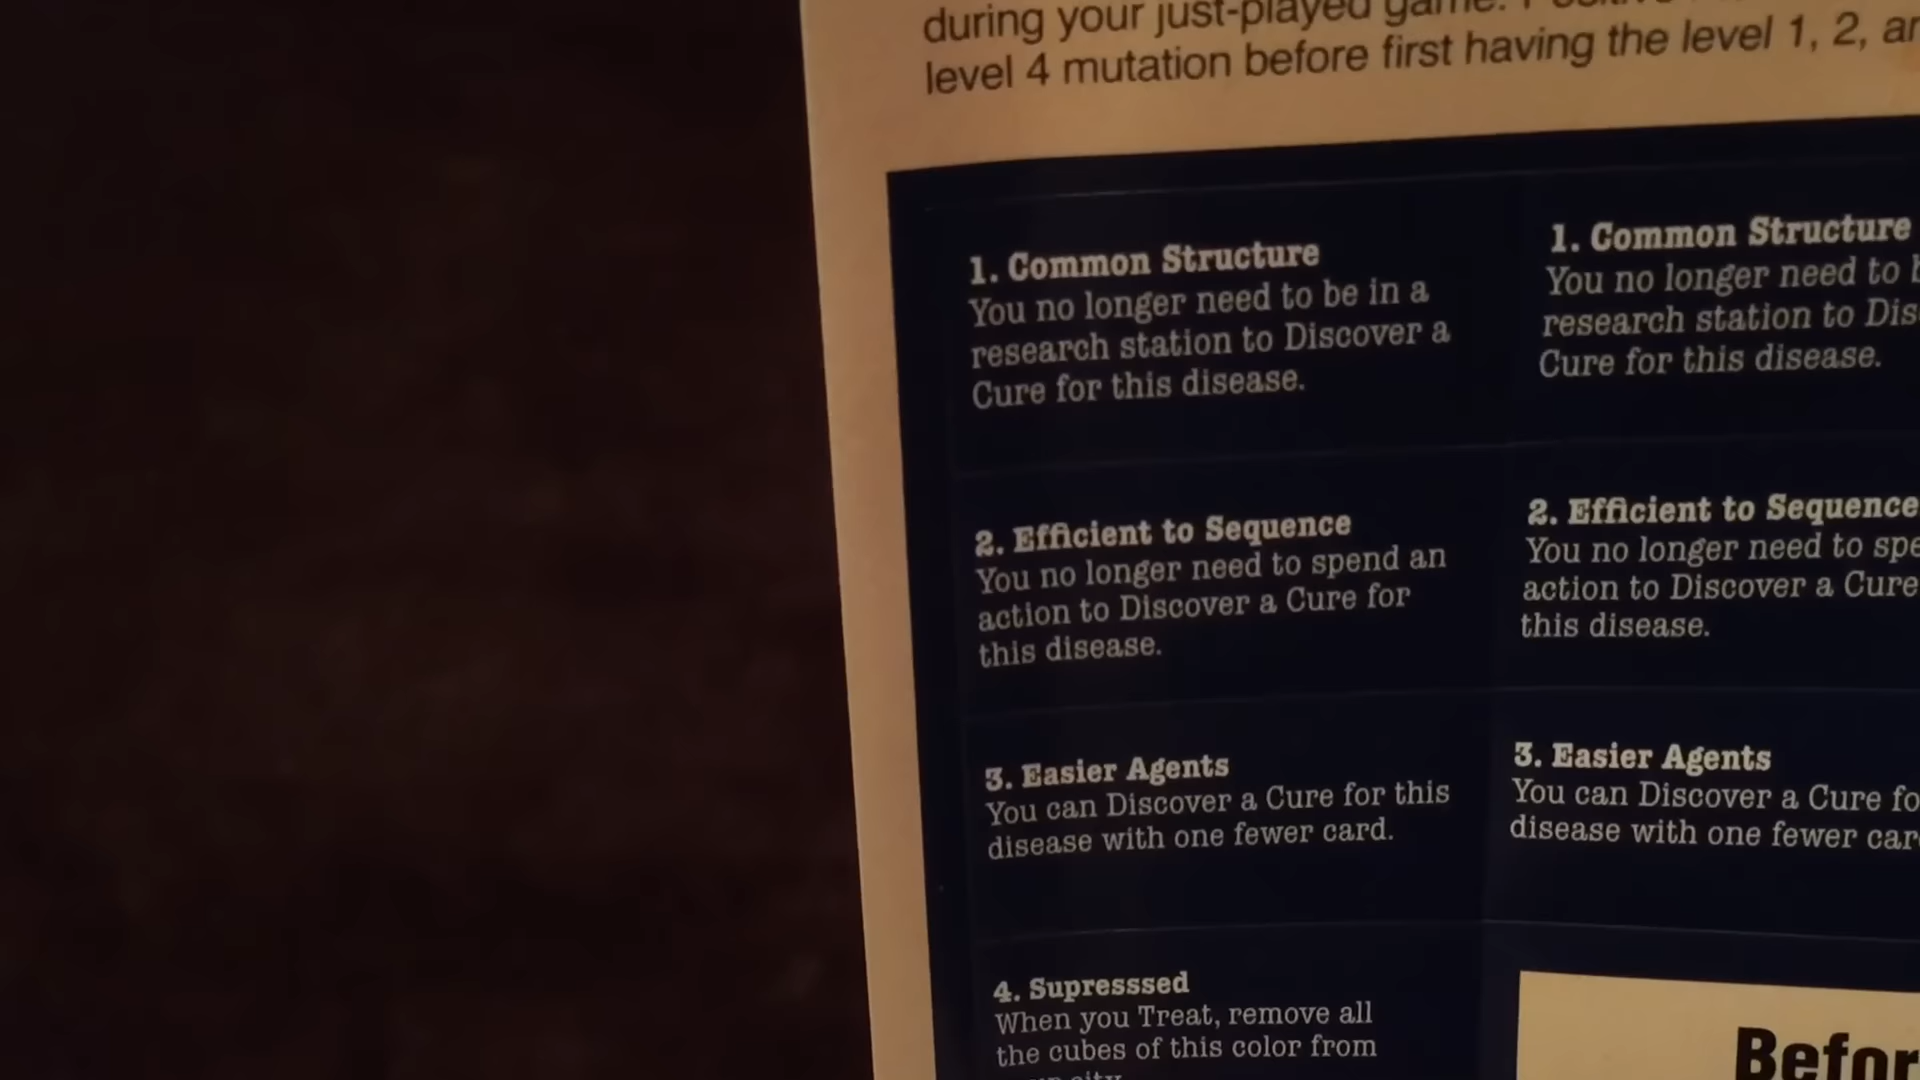 during your just-played game.
level 4 mutation before first having the level 1, 2,
1. Common Structure
You no longer need to be in a
research station to Discover a
Cure for this disease.
2. Efficient to Sequence
You no longer need to spend an
action to Discover a Cure for
this disease.
3. Easier Agents
You can Discover a Cure for this
disease with one fewer card.
4. Supresssed
When you Treat, remove all
the cubes of this color from
city
1. Common Structure
You no longer need to
research station to
Cure for this disease.
2. Efficient to Sequence
You no longer need to
action to Discover a Cure
this disease.
3. Easier Agents
You can Discover a Cure
disease with one fewer